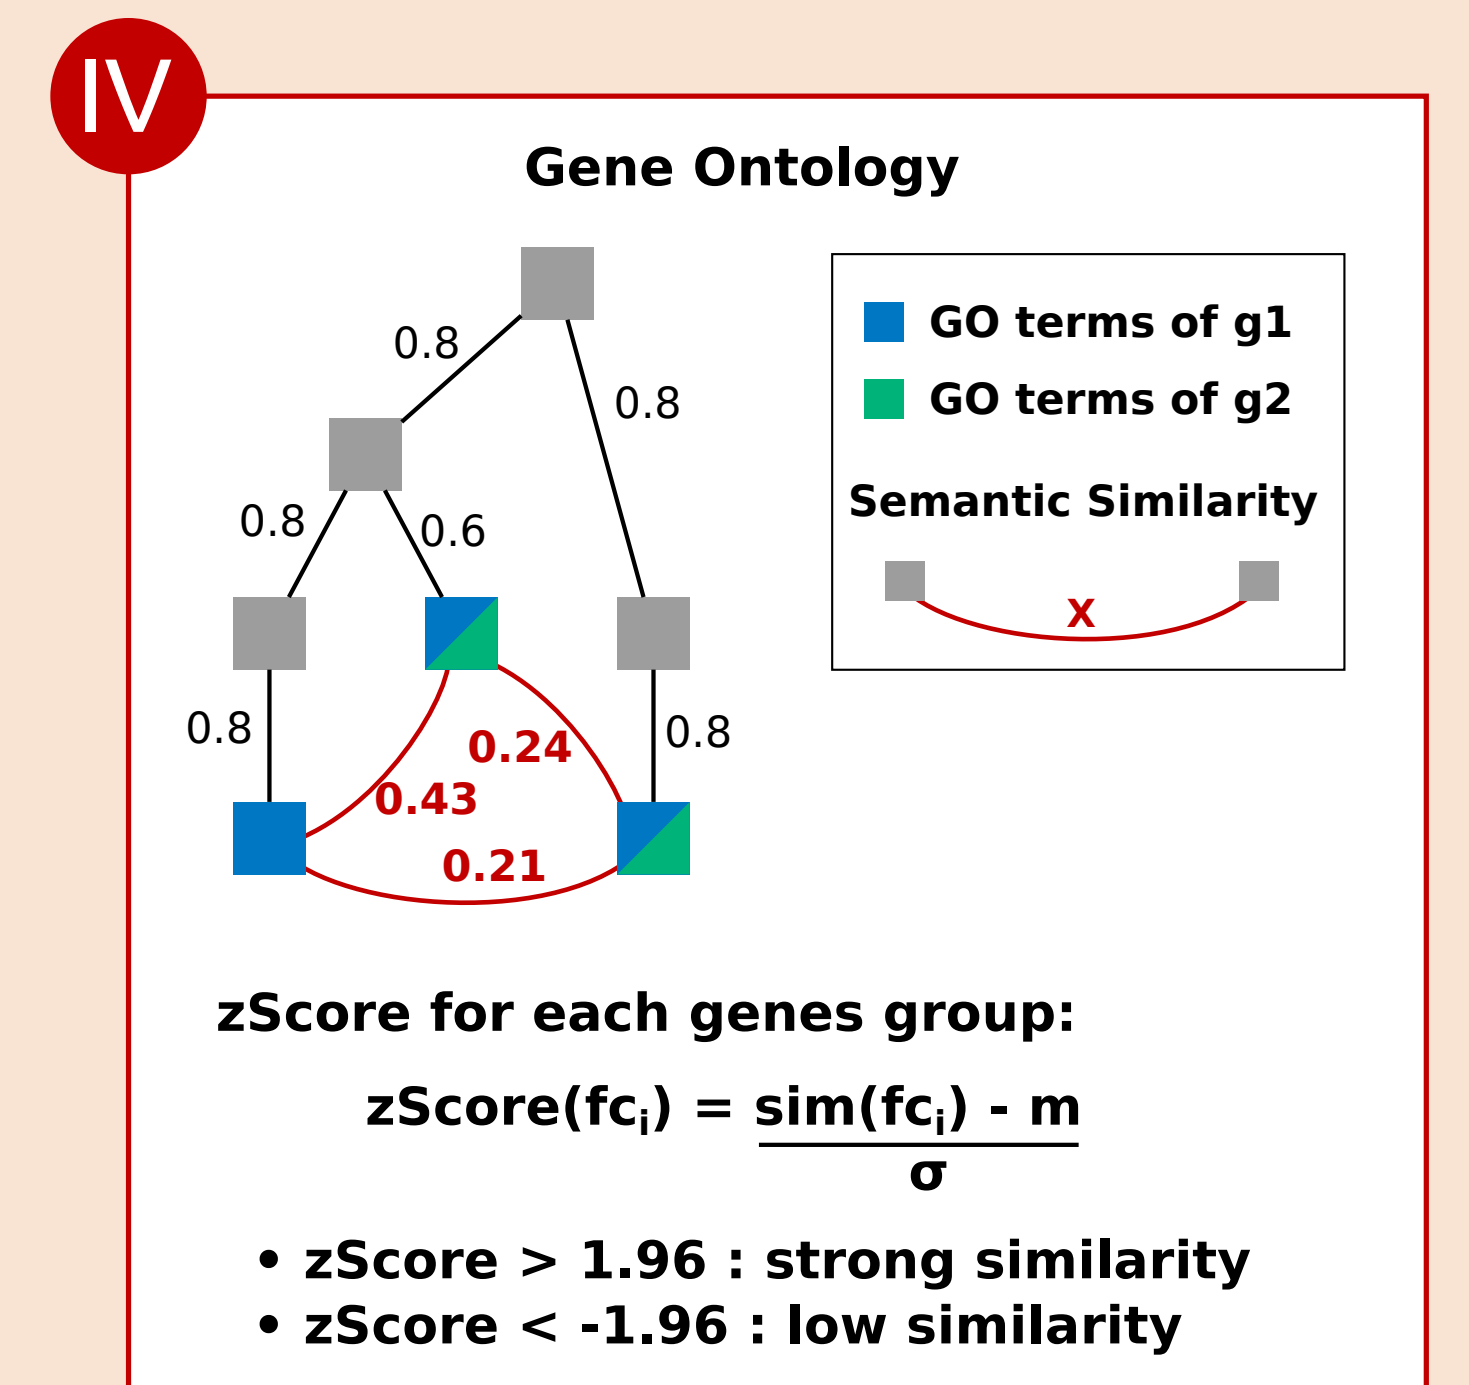 IV
Gene Ontology
0.8
0.8
0.8
0.6
0.8
0.8
0.24
0.43
0.21
GO terms of g1
GO terms of g2
Semantic Similarity
X
zScore for each genes group:
zScore(fcᵢ) = sim(fcᵢ) - m
σ
• zScore > 1.96 : strong similarity
• zScore < -1.96 : low similarity